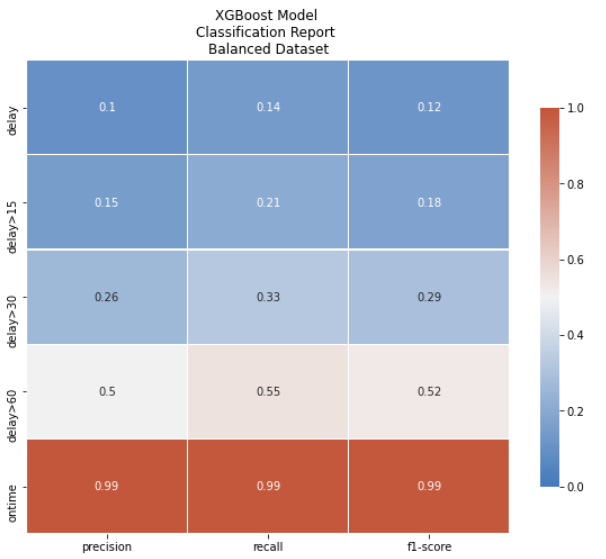 XGBoost Model
Classification Report
Balanced Dataset
delay 0.1 0.14 0.12
delay>15 0.15 0.21 0.18
delay>30 0.26 0.33 0.29
delay>60 0.5 0.55 0.52
ontime 0.99 0.99 0.99
precision recall f1-score
1.0
0.8
0.6
0.4
0.2
0.0